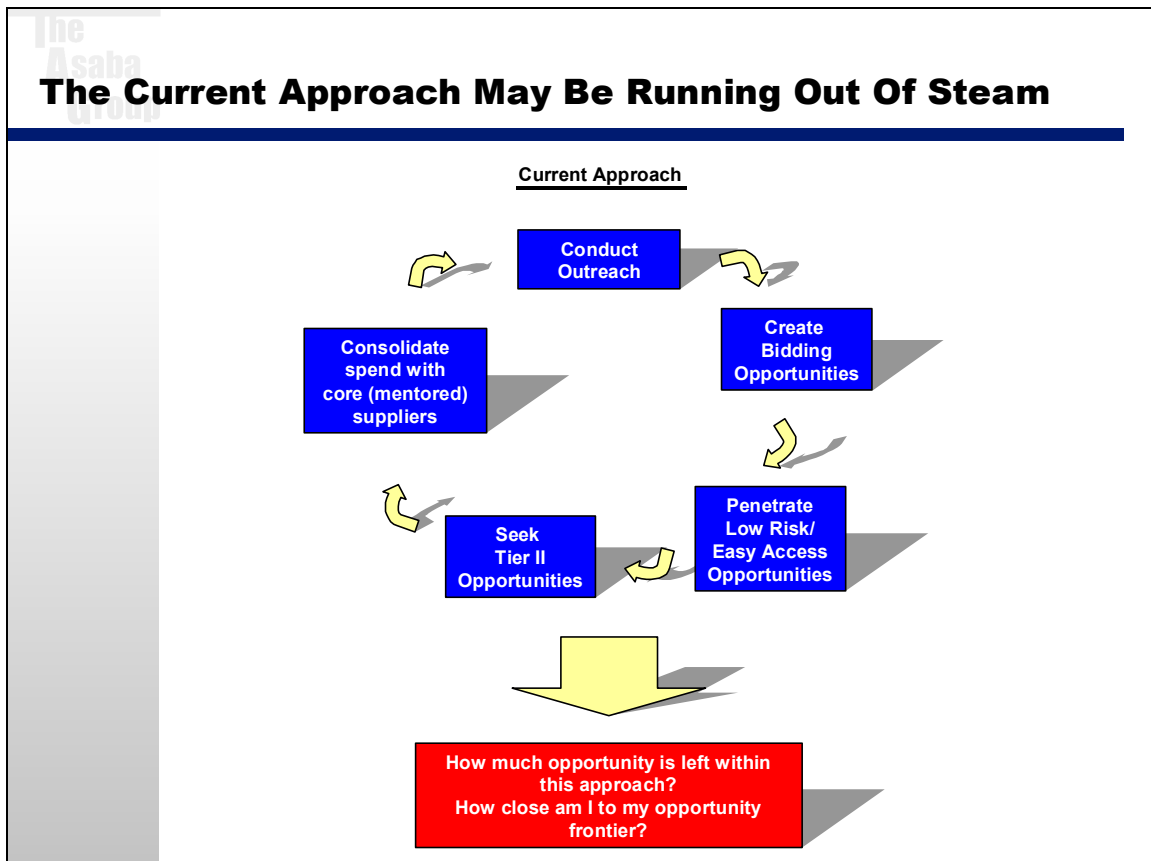 The
Asaba
Group
The Current Approach May Be Running Out Of Steam
Current Approach
Conduct
Outreach
Create
Bidding
Opportunities
Penetrate
Low Risk/
Easy Access
Opportunities
Seek
Tier II
Opportunities
Consolidate
spend with
core (mentored)
suppliers
How much opportunity is left within
this approach?
How close am I to my opportunity
frontier?